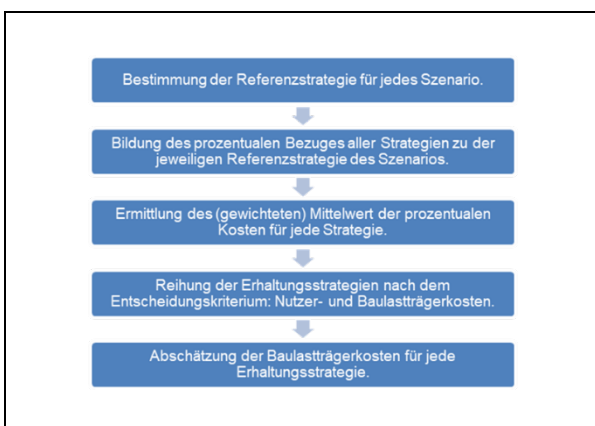 Bestimmung der Referenzstrategie für jedes Szenario.
Bildung des prozentualen Bezuges aller Strategien zu der
jeweiligen Referenzstrategie des Szenarios.
Ermittlung des (gewichteten) Mittelwert der prozentualen
Kosten für jede Strategie.
Reihung der Erhaltungsstrategien nach dem
Entscheidungskriterium: Nutzer- und Baulastträgerkosten.
Abschätzung der Baulastträgerkosten für jede
Erhaltungsstrategie.